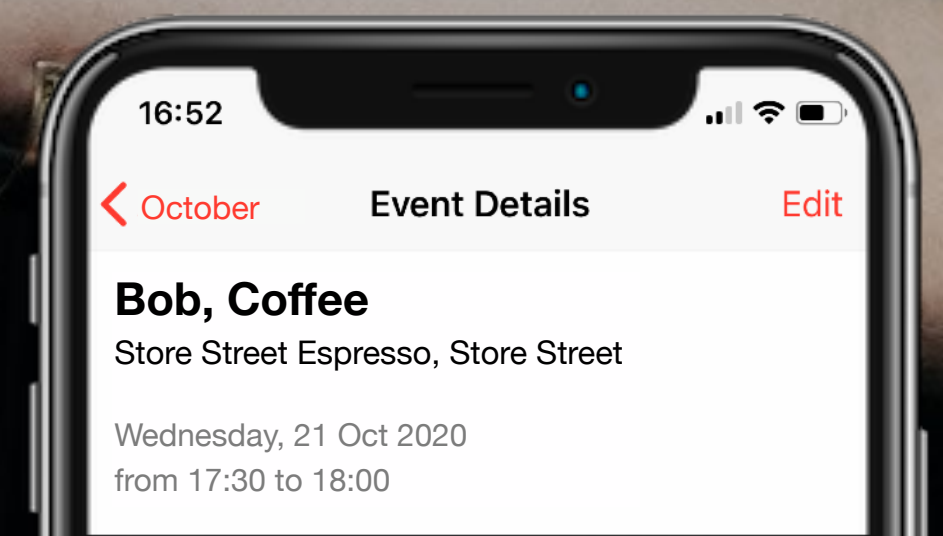 16:52
October Event Details Edit
Bob, Coffee
Store Street Espresso, Store Street
Wednesday, 21 Oct 2020
from 17:30 to 18:00